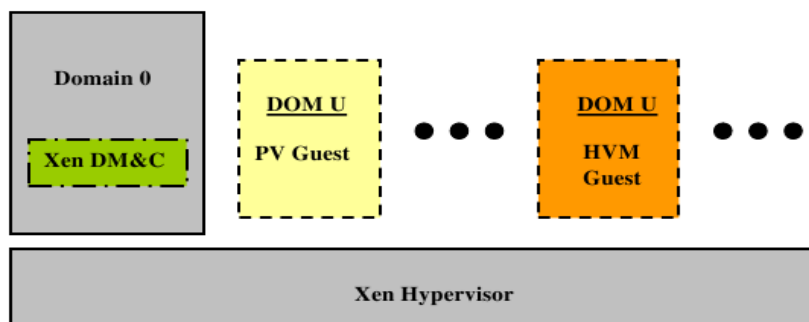 Domain 0
Xen DM&C
DOM U
PV Guest
DOM U
HVM
Guest
Xen Hypervisor